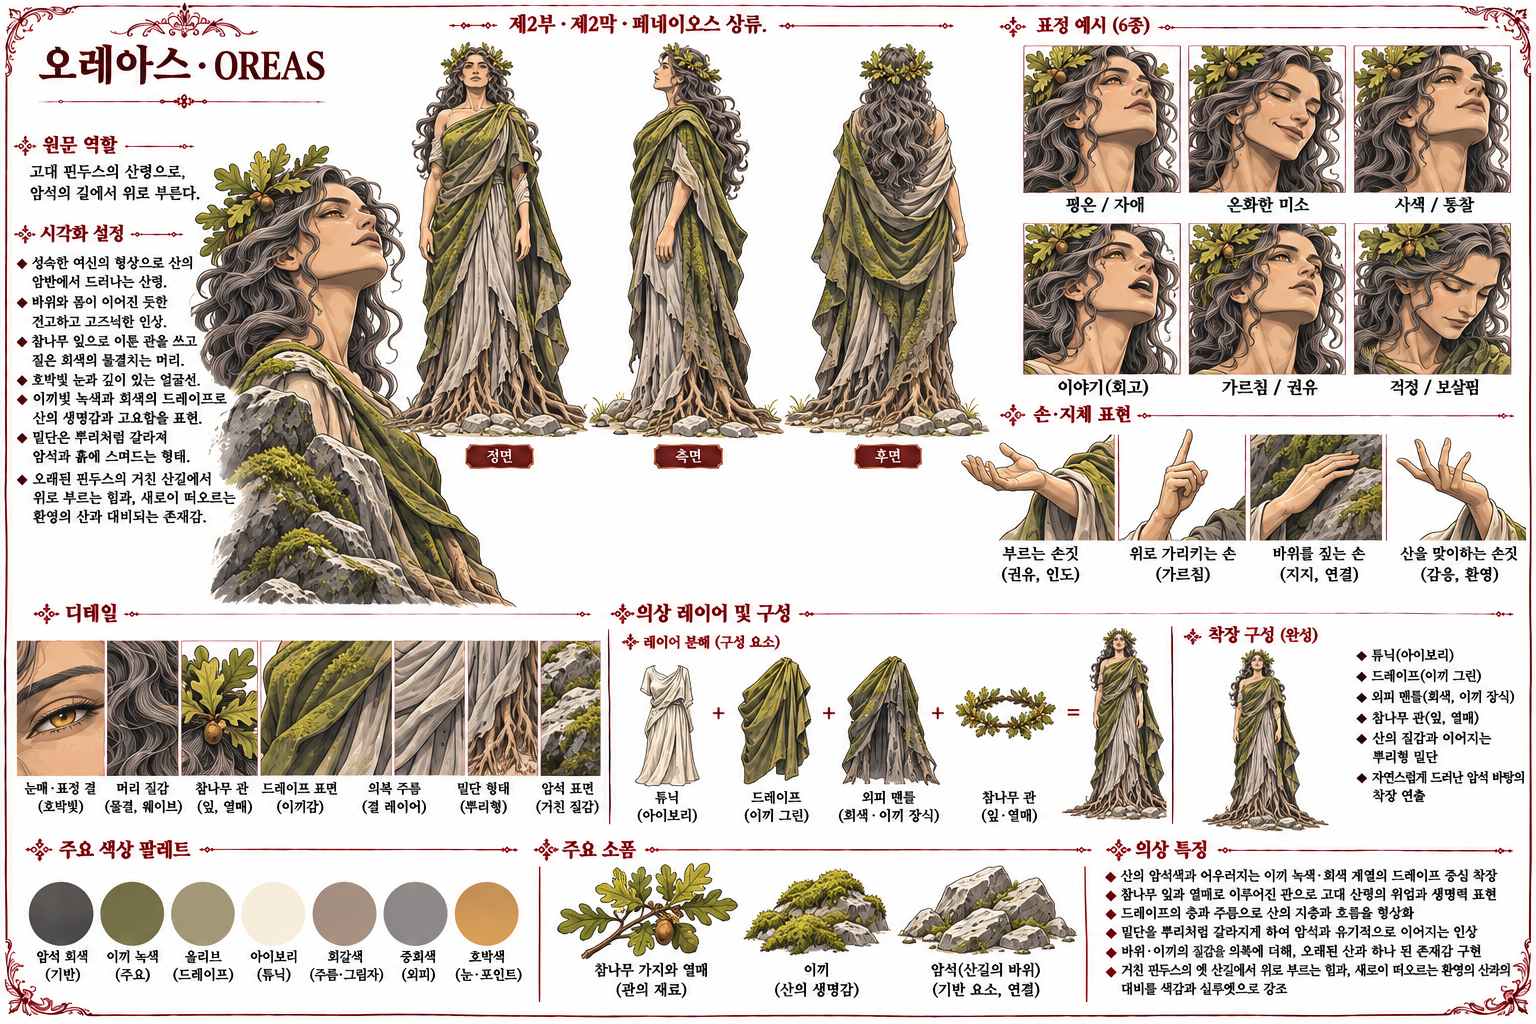 오레아스 · OREAS
제2부 · 제2막 · 페네이오스 상류.
원문 역할
고대 핀두스의 산령으로,
암석의 길에서 위로 부른다.
시각화 설정
◆ 성숙한 여신의 형상으로 산의
암반에서 드러나는 산령.
◆ 바위와 몸이 이어진 듯한
견고하고 고즈넉한 인상.
◆ 참나무 잎으로 이룬 관을 쓰고
짙은 회색의 물결치는 머리.
◆ 호박빛 눈과 깊이 있는 얼굴선.
◆ 이끼빛 녹색과 회색의 드레이프로
산의 생명감과 고요함을 표현.
◆ 밑단은 뿌리처럼 갈라져
암석과 흙에 스며드는 형태.
◆ 오래된 핀두스의 거친 산길에서
위로 부르는 힘과, 새로이 떠오르는
환영의 산과 대비되는 존재감.
정면
측면
후면
표정 예시 (6종)
평온 / 자애
온화한 미소
사색 / 통찰
이야기(회고)
가르침 / 권유
걱정 / 보살핌
손·지체 표현
부르는 손짓
(권유, 인도)
위로 가리키는 손
(가르침)
바위를 짚는 손
(지지, 연결)
산을 맞이하는 손짓
(감응, 환영)
디테일
눈매·표정 결
(호박빛)
머리 질감
(물결, 웨이브)
참나무 관
(잎, 열매)
드레이프 표면
(이끼감)
의복 주름
(결 레이어)
밑단 형태
(뿌리형)
암석 표면
(거친 질감)
의상 레이어 및 구성
레이어 분해 (구성 요소)
+
+
+
=
튜닉
(아이보리)
드레이프
(이끼 그린)
외피 맨틀
(회색·이끼 장식)
참나무 관
(잎·열매)
착장 구성 (완성)
◆ 튜닉(아이보리)
◆ 드레이프(이끼 그린)
◆ 외피 맨틀(회색, 이끼 장식)
◆ 참나무 관(잎, 열매)
◆ 산의 질감과 이어지는
뿌리형 밑단
◆ 자연스럽게 드러난 암석 바탕의
착장 연출
주요 색상 팔레트
암석 회색
(기반)
이끼 녹색
(주요)
올리브
(드레이프)
아이보리
(튜닉)
회갈색
(주름·그림자)
중회색
(외피)
호박색
(눈·포인트)
주요 소품
참나무 가지와 열매
(관의 재료)
이끼
(산의 생명감)
암석(산길의 바위)
(기반 요소, 연결)
의상 특징
◆ 산의 암석색과 어우러지는 이끼 녹색·회색 계열의 드레이프 중심 착장
◆ 참나무 잎과 열매로 이루어진 관으로 고대 산령의 위엄과 생명력 표현
◆ 드레이프의 층과 주름으로 산의 지층과 흐름을 형상화
◆ 밑단을 뿌리처럼 갈라지게 하여 암석과 유기적으로 이어지는 인상
◆ 바위·이끼의 질감을 의복에 더해, 오래된 산과 하나 된 존재감 구현
◆ 거친 핀두스의 옛 산길에서 위로 부르는 힘과, 새로이 떠오르는 환영의 산과의
대비를 색감과 실루엣으로 강조